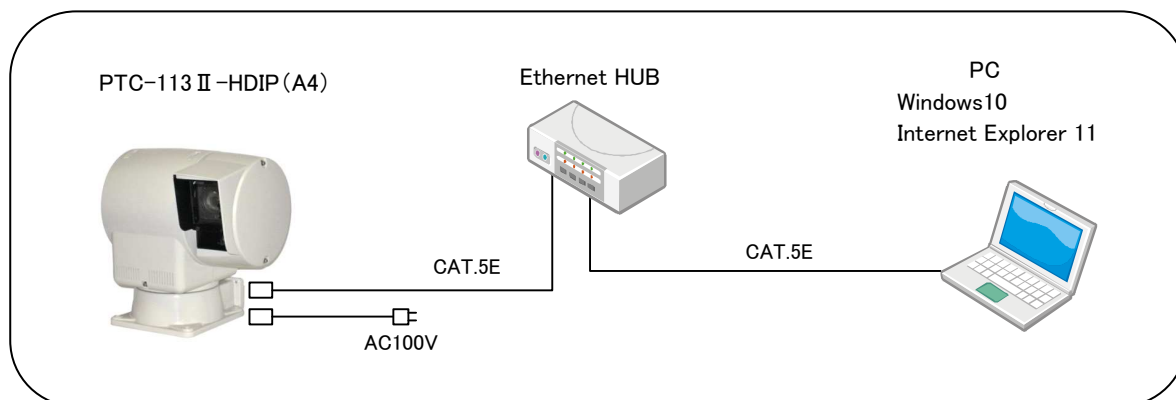 PTC-113Ⅱ-HDIP(A4)
Ethernet HUB
PC
Windows10
Internet Explorer 11
CAT.5E
CAT.5E
AC100V